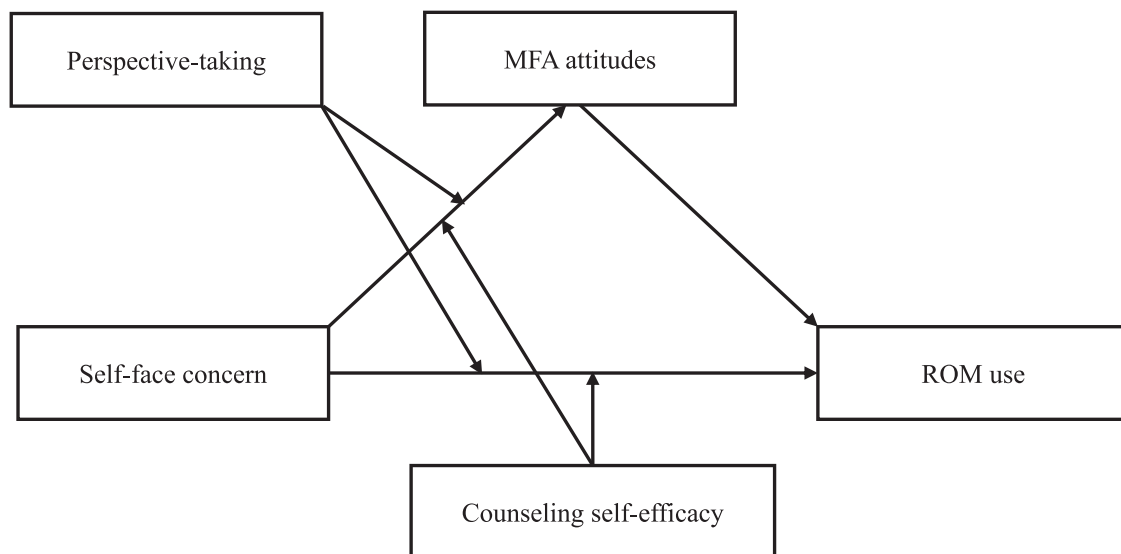 Perspective-taking
MFA attitudes
Self-face concern
ROM use
Counseling self-efficacy